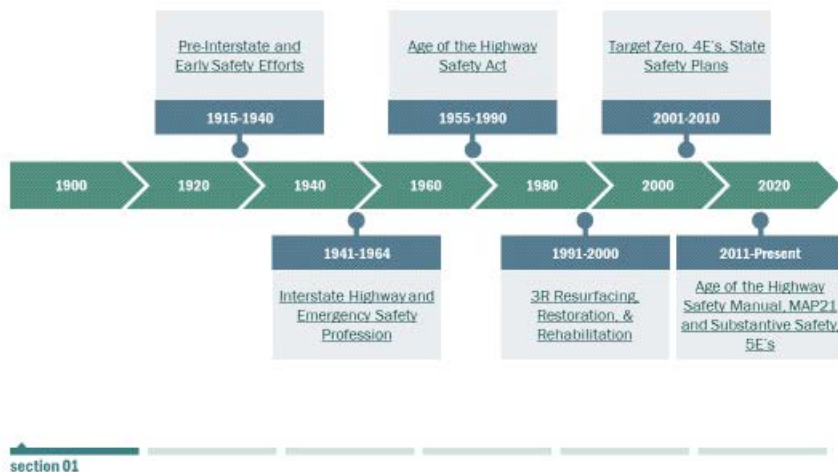 Pre-Interstate and
Early Safety Efforts
1915-1940
Age of the Highway
Safety Act
1955-1990
Target Zero, 4E's, State
Safety Plans
2001-2010
1900
1920
1940
1960
1980
2000
2020
1941-1964
Interstate Highway and
Emergency Safety
Profession
1991-2000
3R Resurfacing,
Restoration, &
Rehabilitation
2011-Present
Age of the Highway
Safety Manual, MAP21
and Substantive Safety,
5E's
section 01